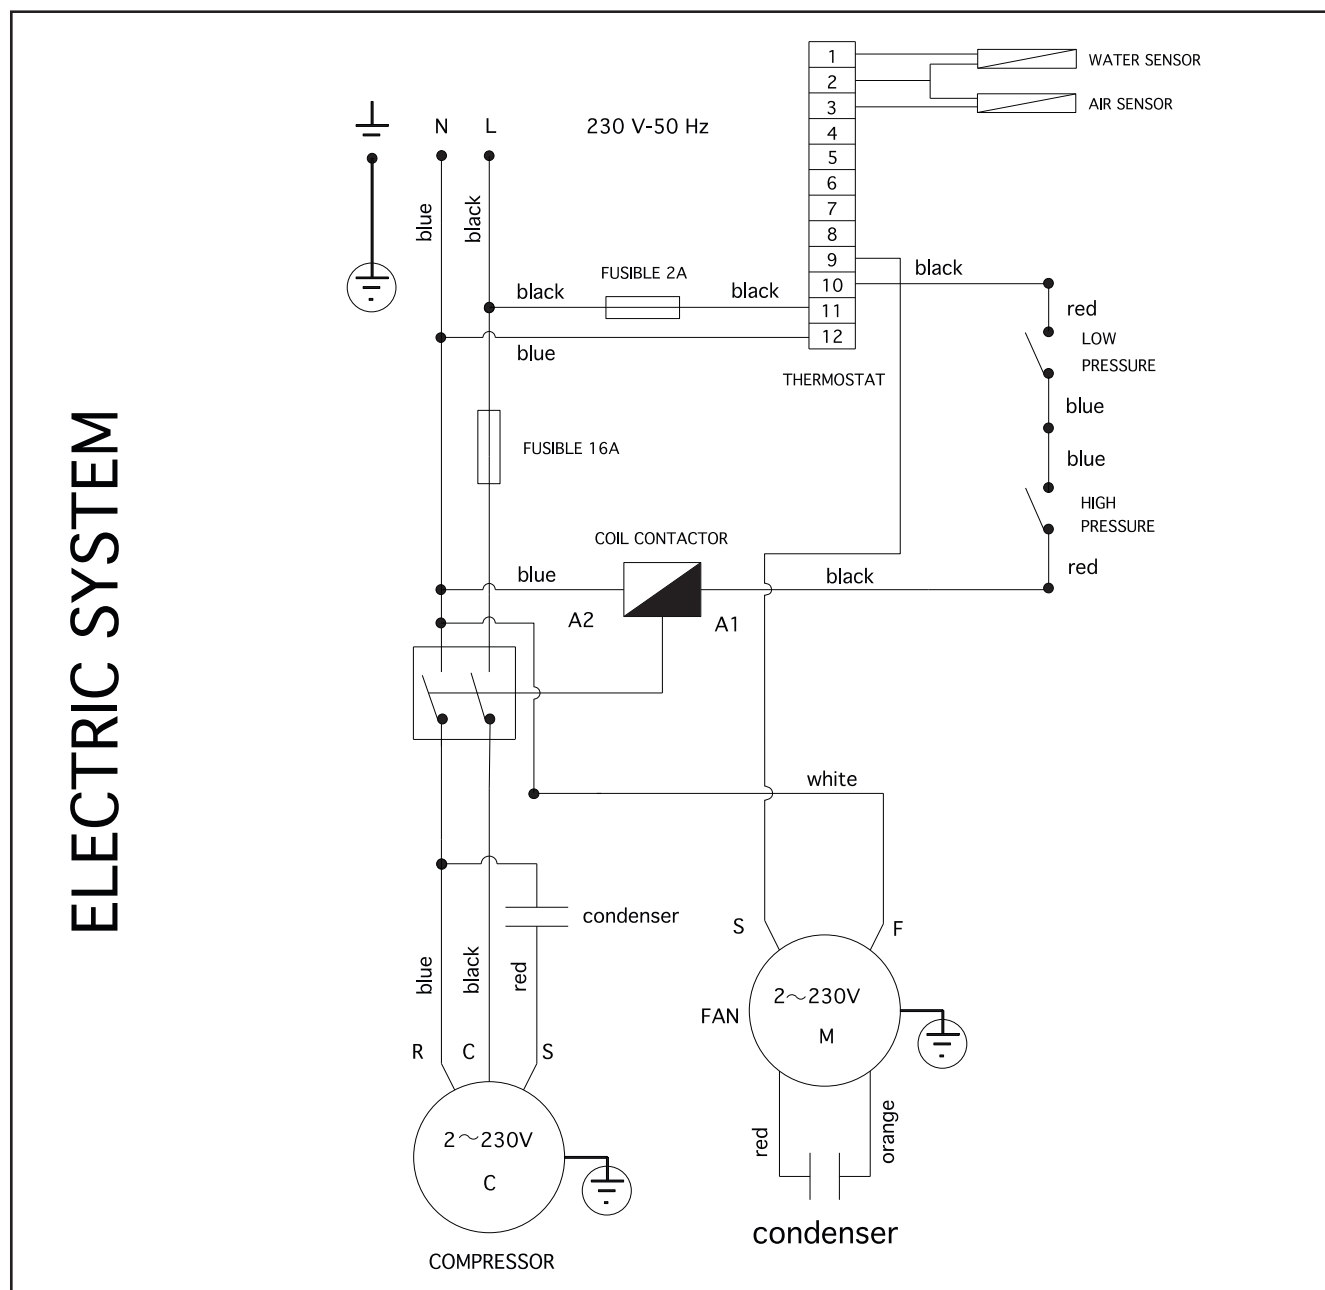 ELECTRIC SYSTEM
N
L
230 V-50 Hz
blue
black
1
2
3
4
5
6
7
8
9
10
11
12
WATER SENSOR
AIR SENSOR
THERMOSTAT
FUSIBLE 2A
black
black
blue
black
red
LOW
PRESSURE
blue
blue
HIGH
PRESSURE
red
FUSIBLE 16A
COIL CONTACTOR
blue
black
A2
A1
white
condenser
blue
black
red
R
C
S
2～230V
C
COMPRESSOR
S
F
FAN
2～230V
M
red
orange
condenser